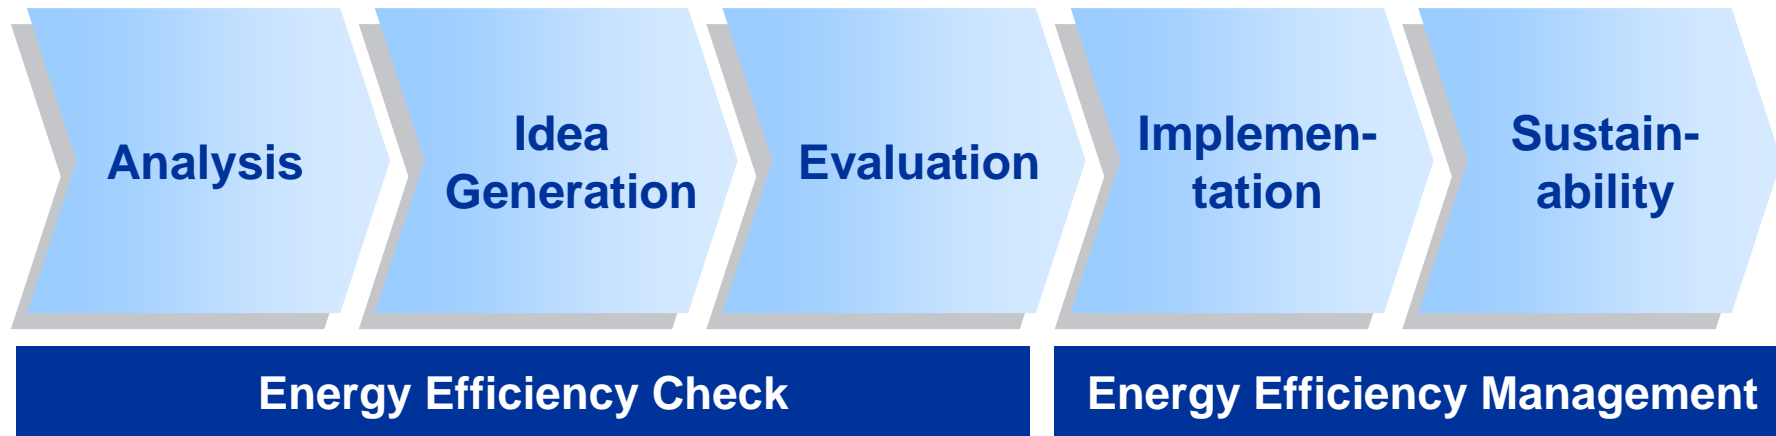 Analysis
Idea
Generation
Evaluation
Implemen-
tation
Sustain-
ability
Energy Efficiency Check
Energy Efficiency Management